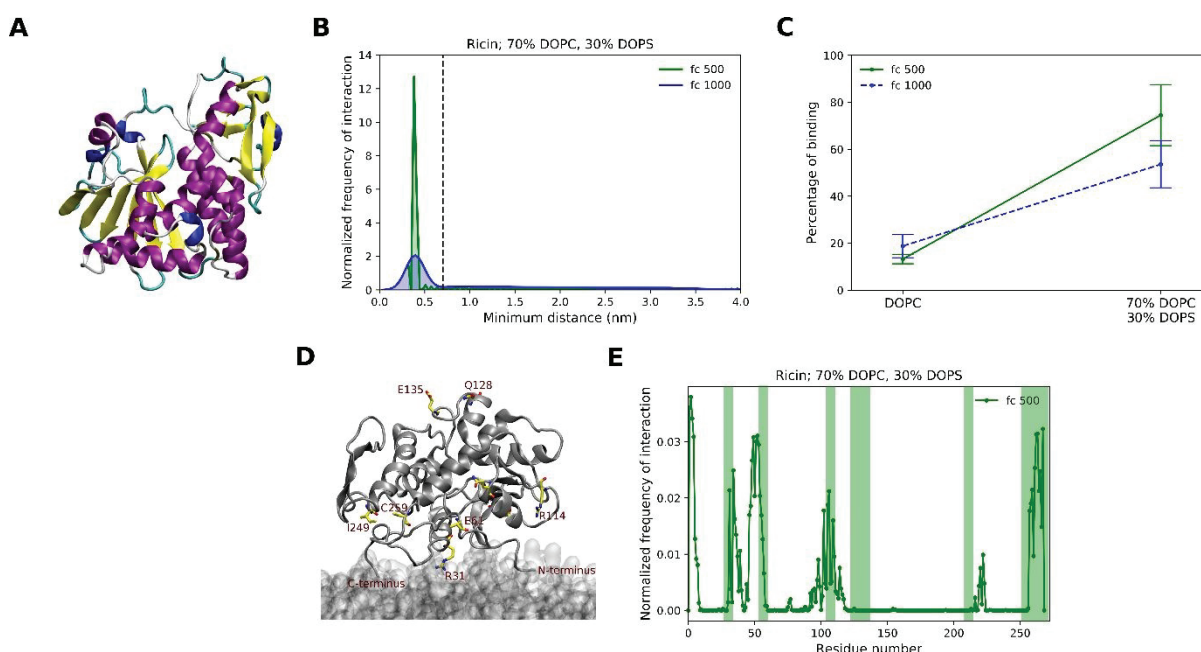 A
B
Ricin; 70% DOPC, 30% DOPS
fc 500
fc 1000
Normalized frequency of interaction
14
12
10
8
6
4
2
0
0.0 0.5 1.0 1.5 2.0 2.5 3.0 3.5 4.0
Minimum distance (nm)
C
fc 500
fc 1000
Percentage of binding
100
80
60
40
20
0
DOPC
70% DOPC
30% DOPS
D
E135
Q128
I249
C259
E61
R114
R31
C-terminus
N-terminus
E
Ricin; 70% DOPC, 30% DOPS
fc 500
Normalized frequency of interaction
0.03
0.02
0.01
0.00
0 50 100 150 200 250
Residue number